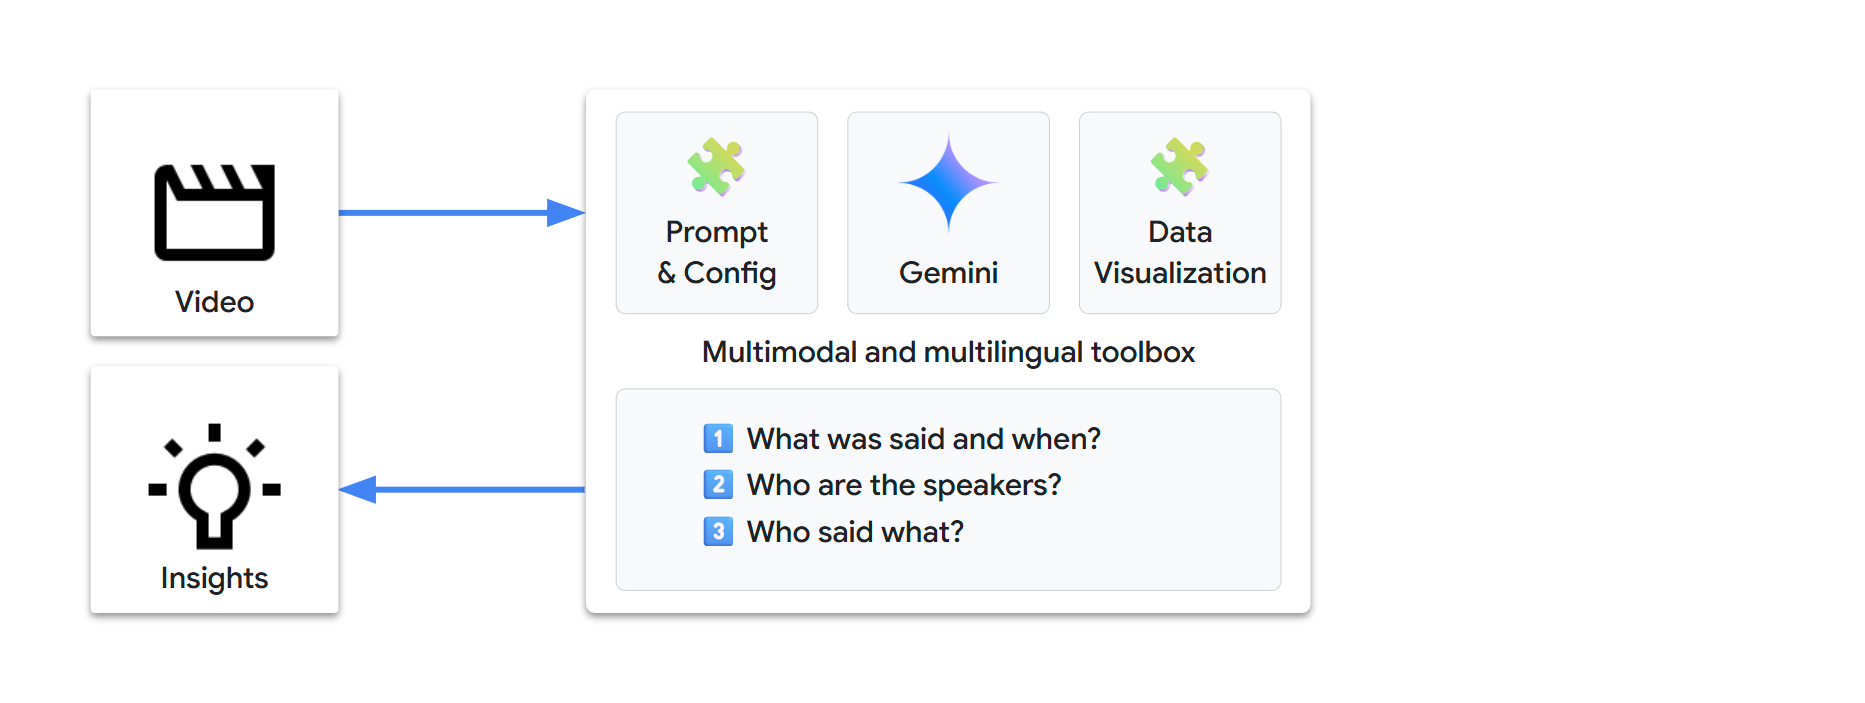 Video
Prompt
& Config
Gemini
Data
Visualization
Multimodal and multilingual toolbox
1 What was said and when?
2 Who are the speakers?
3 Who said what?
Insights